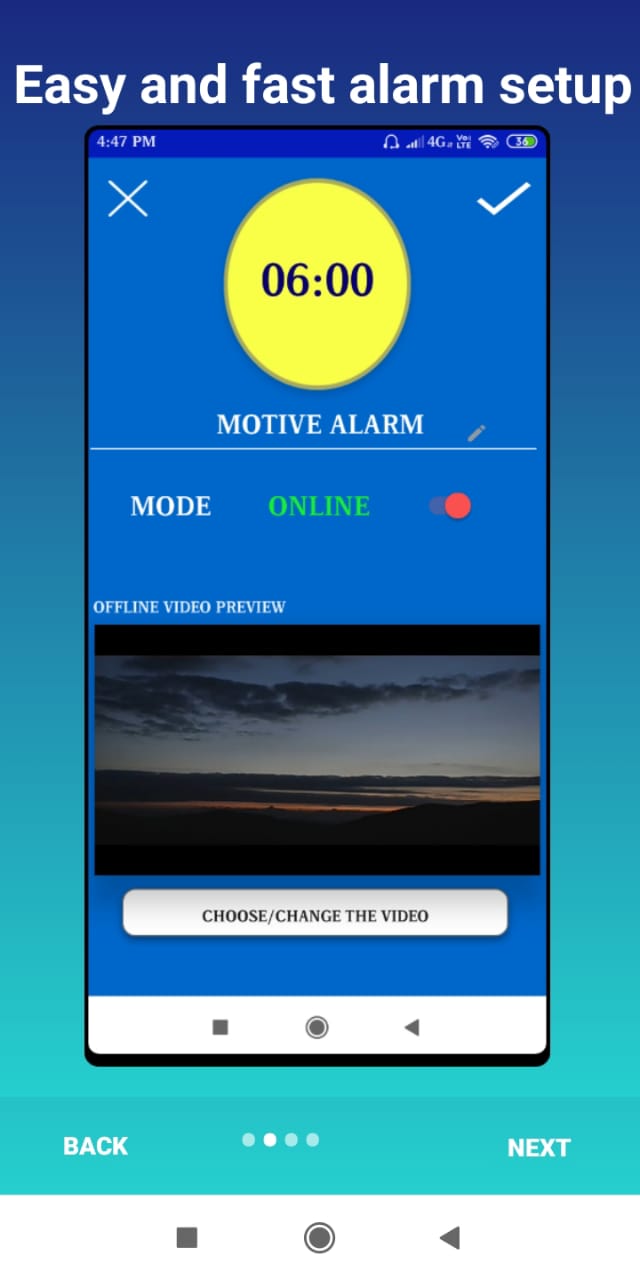 Easy and fast alarm setup
4:47 PM 4G Vo) LTE 36
06:00
MOTIVE ALARM
MODE ONLINE
OFFLINE VIDEO PREVIEW
CHOOSE/CHANGE THE VIDEO
BACK NEXT